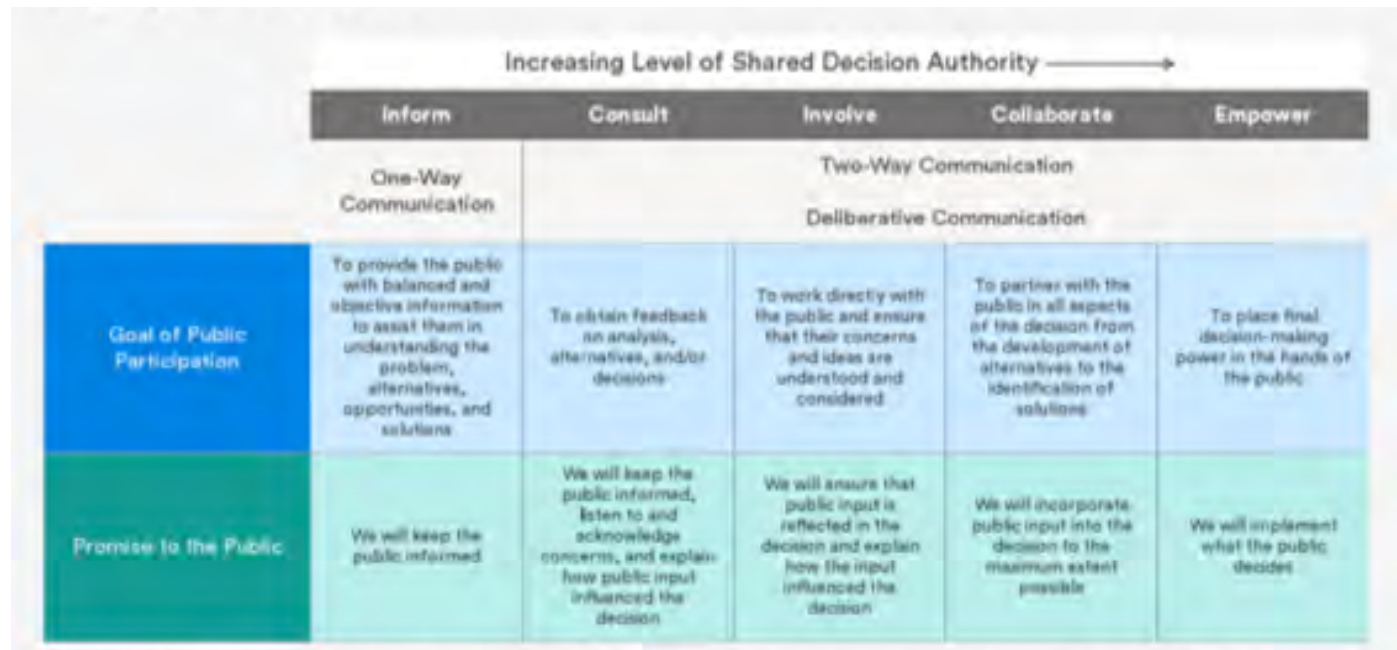 Increasing Level of Shared Decision Authority
Inform Consult Involve Collaborate Empower
One-Way
Communication
Two-Way Communication
Deliberative Communication
Goal of Public
Participation
To provide the public
with balanced and
objective information
to assist them in
understanding the
problem,
alternatives,
opportunities, and
solutions
To obtain feedback
on analysis,
alternatives, and/or
decisions
To work directly with
the public and ensure
that their concerns
and ideas are
understood and
considered
To partner with the
public in all aspects
of the decision from
the development of
alternatives to the
identification of
solutions
To place final
decision-making
power in the hands of
the public
Promise to the Public
We will keep the
public informed
We will keep the
public informed,
listen to and
acknowledge
concerns, and explain
how public input
influenced the
decision
We will ensure that
public input is
reflected in the
decision and explain
how the input
influenced the
decision
We will incorporate
public input into the
decision to the
maximum extent
possible
We will implement
what the public
decides